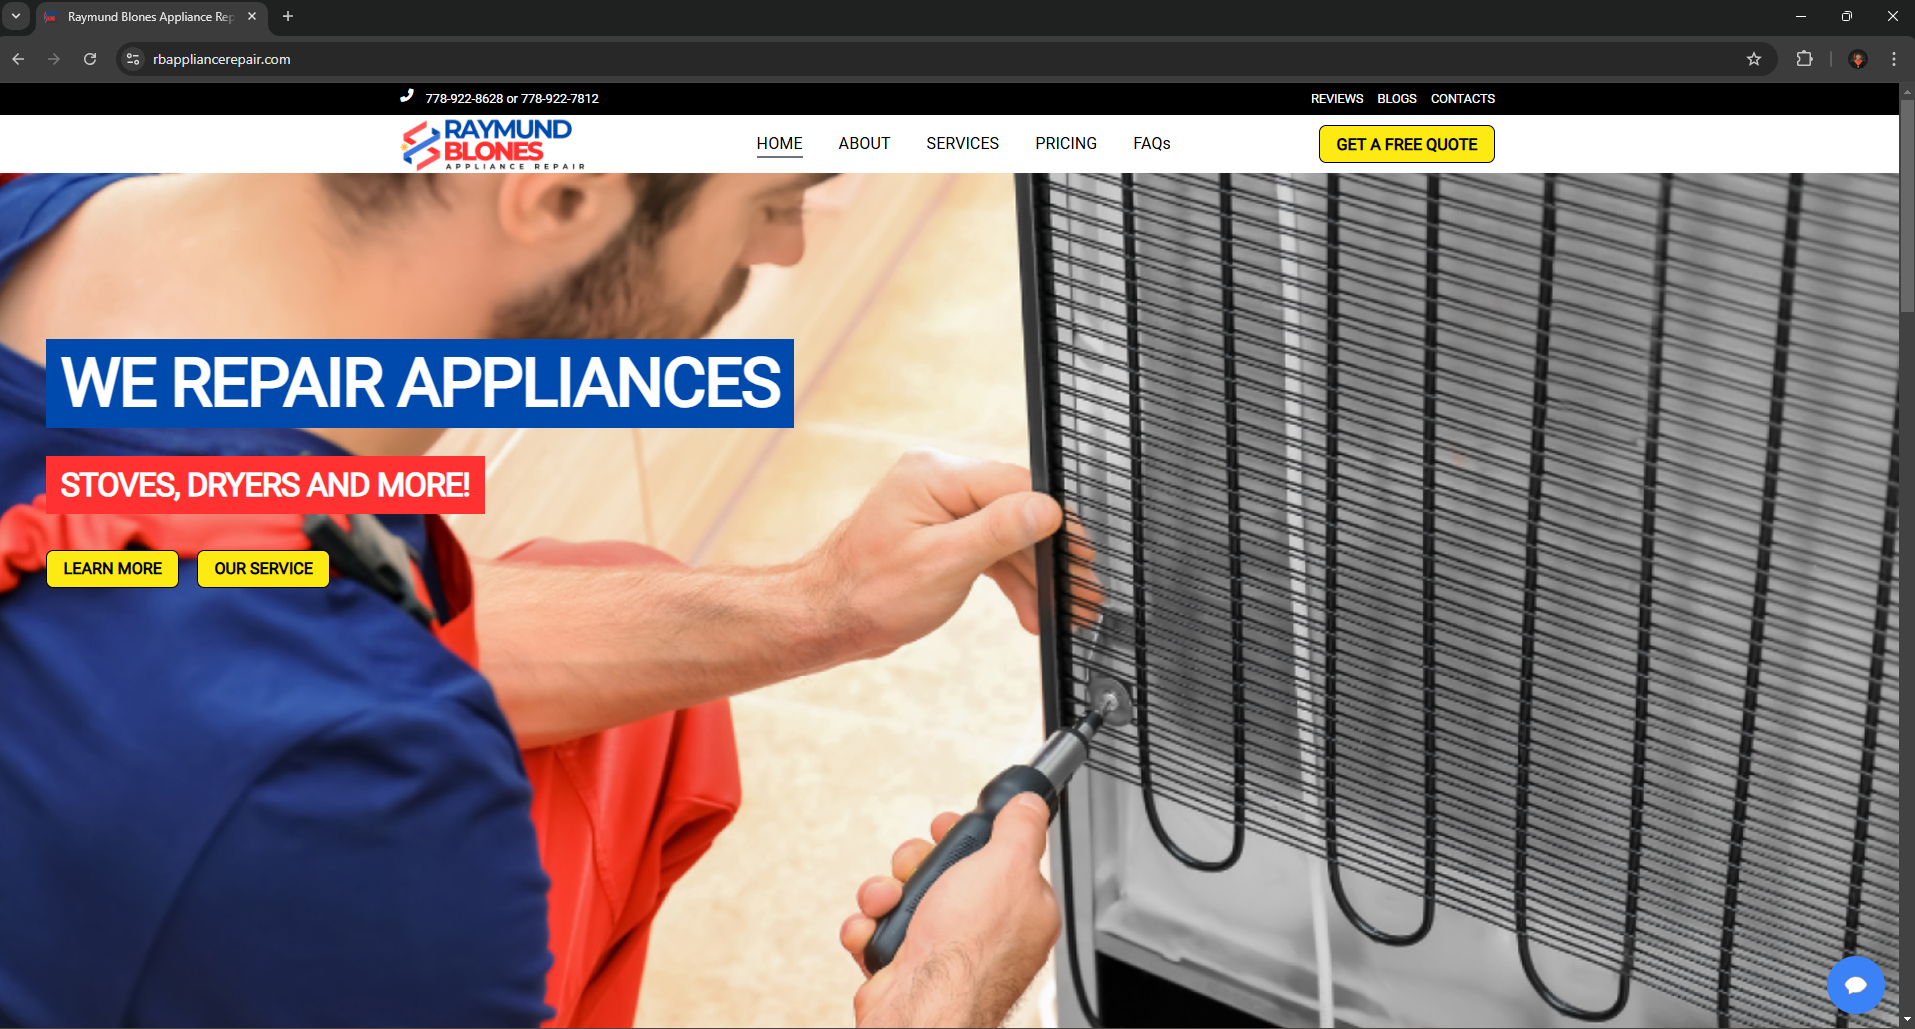 Raymund Blones Appliance Rep
rbappliancerepair.com
778-922-8628 or 778-922-7812
REVIEWS
BLOGS
CONTACTS
RAYMUND
BLONES
APPLIANCE REPAIR
HOME
ABOUT
SERVICES
PRICING
FAQs
GET A FREE QUOTE
WE REPAIR APPLIANCES
STOVES, DRYERS AND MORE!
LEARN MORE
OUR SERVICE